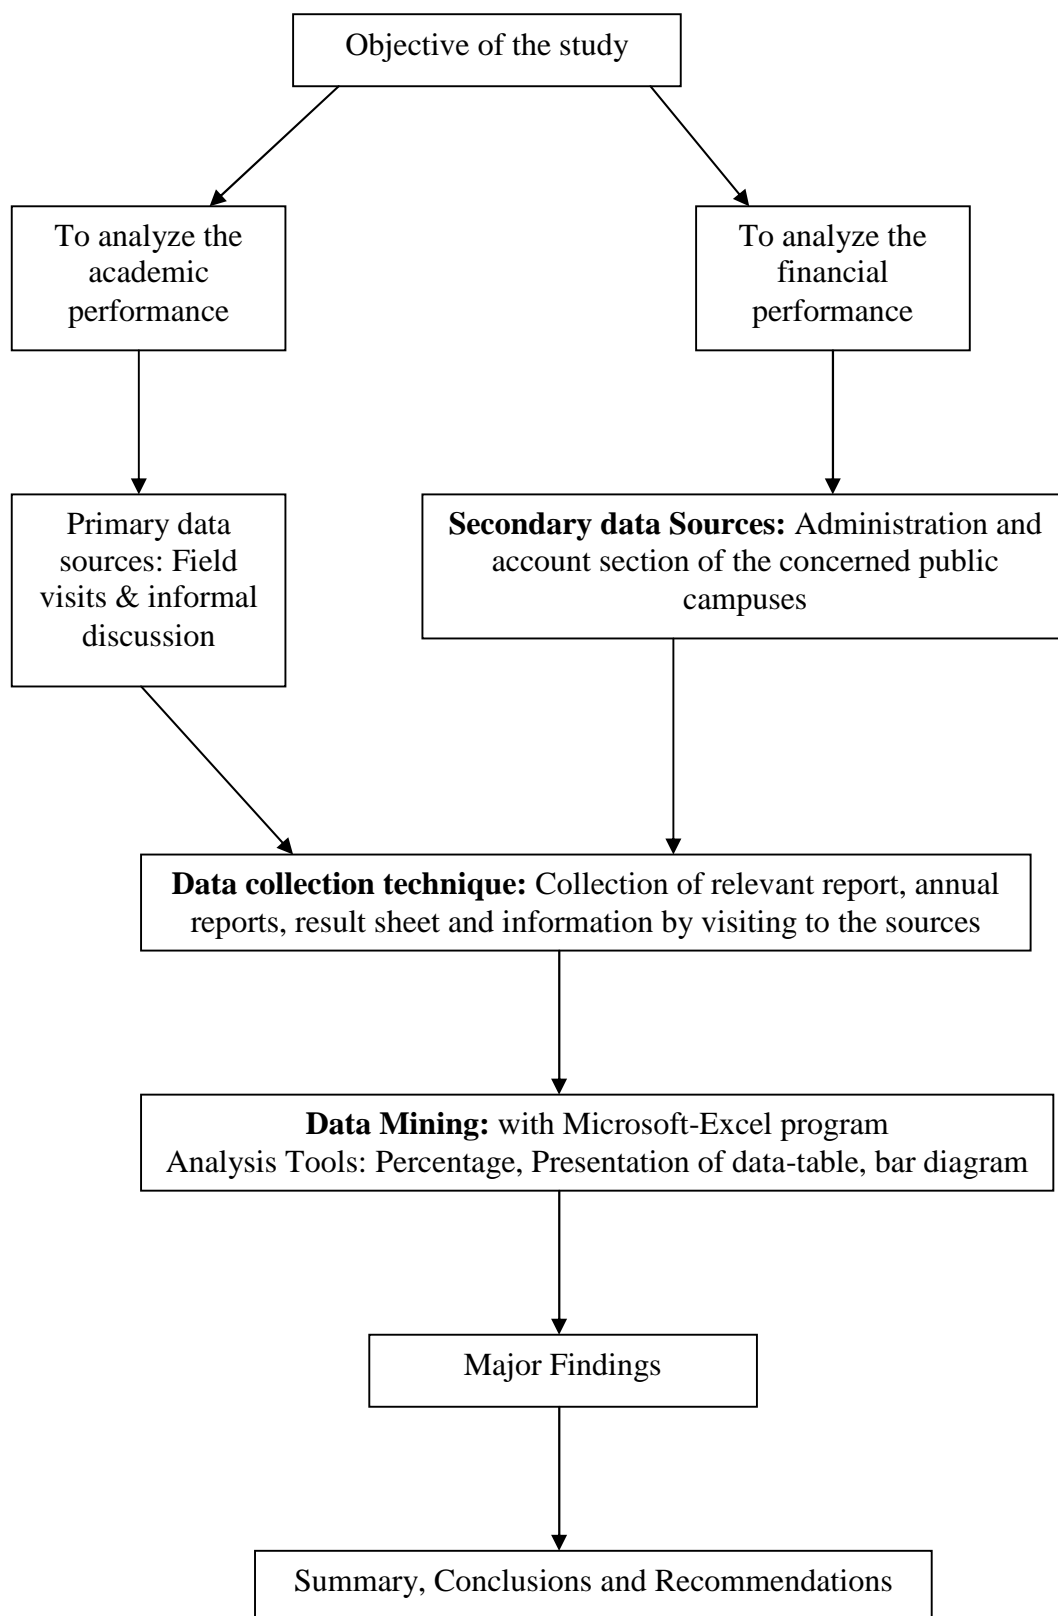 Objective of the study
To analyze the
academic
performance
To analyze the
financial
performance
Primary data
sources: Field
visits & informal
discussion
Secondary data Sources: Administration and
account section of the concerned public
campuses
Data collection technique: Collection of relevant report, annual
reports, result sheet and information by visiting to the sources
Data Mining: with Microsoft-Excel program
Analysis Tools: Percentage, Presentation of data-table, bar diagram
Major Findings
Summary, Conclusions and Recommendations